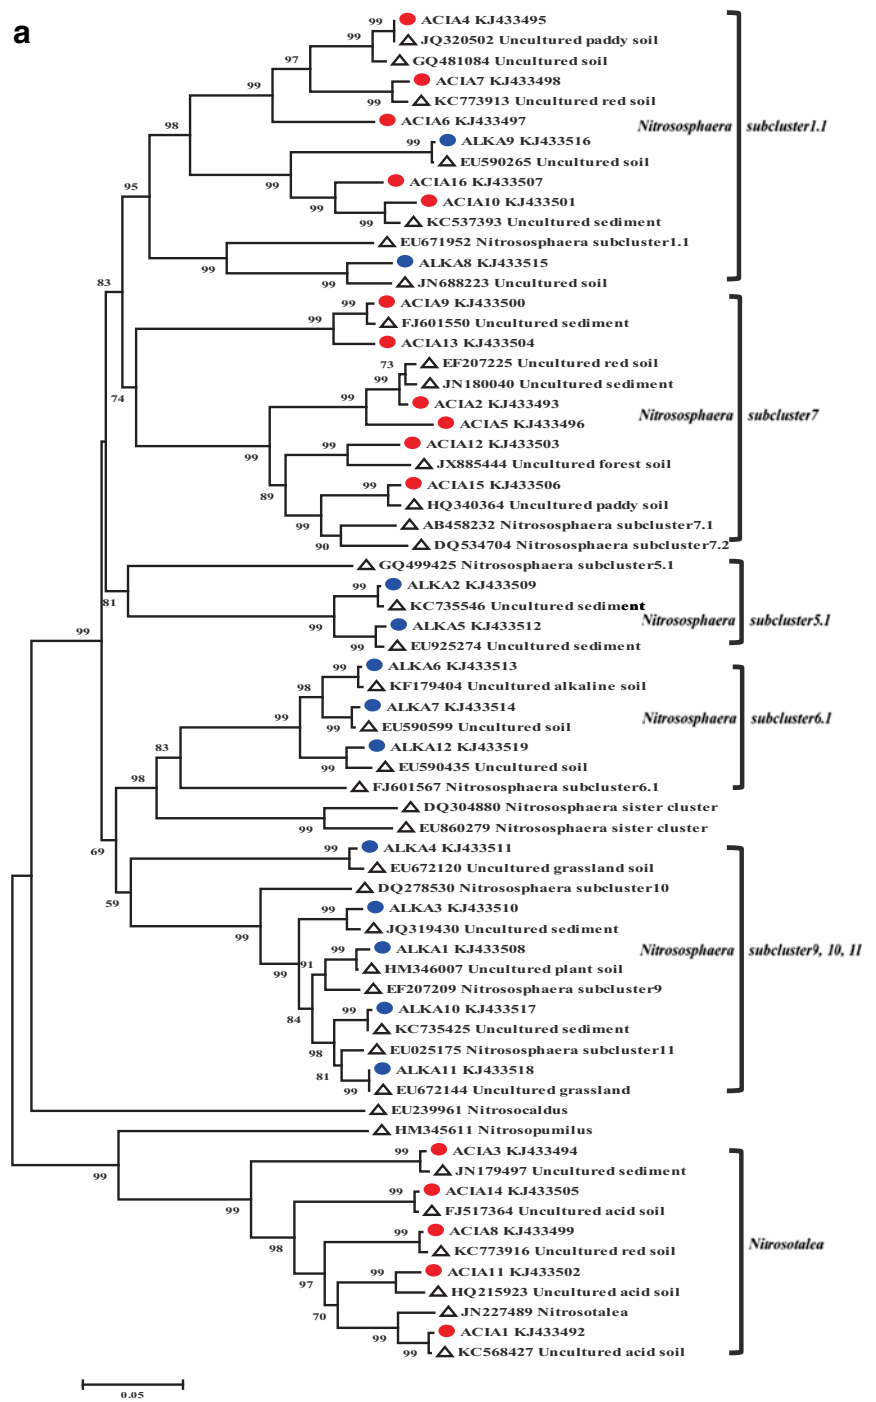 a
99
ACIA4 KJ433495
JQ320502 Uncultured paddy soil
GQ481084 Uncultured soil
97
ACIA7 KJ433498
99
KC773913 Uncultured red soil
99
ACIA6 KJ433497
98
Nitrososphaera subcluster1.1
99
ALKA9 KJ433516
EU590265 Uncultured soil
99
ACIA16 KJ433507
99
ACIA10 KJ433501
99
KC537393 Uncultured sediment
95
EU671952 Nitrososphaera subcluster1.1
99
ALKA8 KJ433515
99
JN688223 Uncultured soil
83
99
ACIA9 KJ433500
99
FJ601550 Uncultured sediment
ACIA13 KJ433504
73
EF207225 Uncultured red soil
99
JN180040 Uncultured sediment
74
99
ACIA2 KJ433493
Nitrososphaera subcluster7
ACIA5 KJ433496
99
99
ACIA12 KJ433503
JX885444 Uncultured forest soil
89
99
ACIA15 KJ433506
HQ340364 Uncultured paddy soil
99
AB458232 Nitrososphaera subcluster7.1
90
DQ534704 Nitrososphaera subcluster7.2
GQ499425 Nitrososphaera subcluster5.1
81
99
ALKA2 KJ433509
KC735546 Uncultured sediment
Nitrososphaera subcluster5.1
99
ALKA5 KJ433512
99
EU925274 Uncultured sediment
99
99
ALKA6 KJ433513
KF179404 Uncultured alkaline soil
98
ALKA7 KJ433514
Nitrososphaera subcluster6.1
99
99
EU590599 Uncultured soil
83
ALKA12 KJ433519
99
EU590435 Uncultured soil
98
FJ601567 Nitrososphaera subcluster6.1
DQ304880 Nitrososphaera sister cluster
99
EU860279 Nitrososphaera sister cluster
69
99
ALKA4 KJ433511
EU672120 Uncultured grassland soil
59
DQ278530 Nitrososphaera subcluster10
99
99
ALKA3 KJ433510
JQ319430 Uncultured sediment
99
91
99
ALKA1 KJ433508
Nitrososphaera subcluster9, 10, 11
HM346007 Uncultured plant soil
EF207209 Nitrososphaera subcluster9
84
99
ALKA10 KJ433517
KC735425 Uncultured sediment
98
EU025175 Nitrososphaera subcluster11
81
ALKA11 KJ433518
99
EU672144 Uncultured grassland
EU239961 Nitrosocaldus
HM345611 Nitrosopumilus
99
99
ACIA3 KJ433494
JN179497 Uncultured sediment
99
99
ACIA14 KJ433505
FJ517364 Uncultured acid soil
98
99
ACIA8 KJ433499
KC773916 Uncultured red soil
Nitrosotalea
97
99
ACIA11 KJ433502
HQ215923 Uncultured acid soil
70
JN227489 Nitrosotalea
99
ACIA1 KJ433492
99
KC568427 Uncultured acid soil
0.05